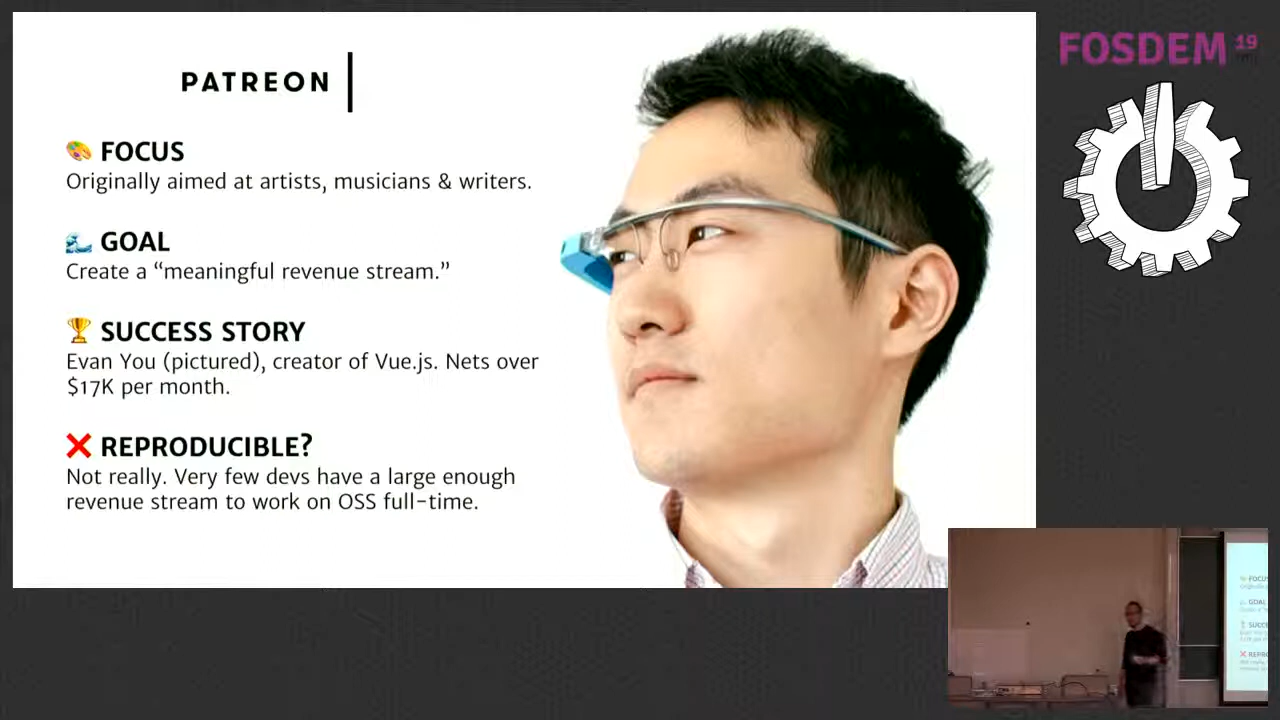 PATREON
🎨 FOCUS
Originally aimed at artists, musicians & writers.
🌊 GOAL
Create a “meaningful revenue stream.”
🏆 SUCCESS STORY
Evan You (pictured), creator of Vue.js. Nets over
$17K per month.
❌ REPRODUCIBLE?
Not really. Very few devs have a large enough
revenue stream to work on OSS full-time.
FOSDEM 19
FOCUS
GOAL